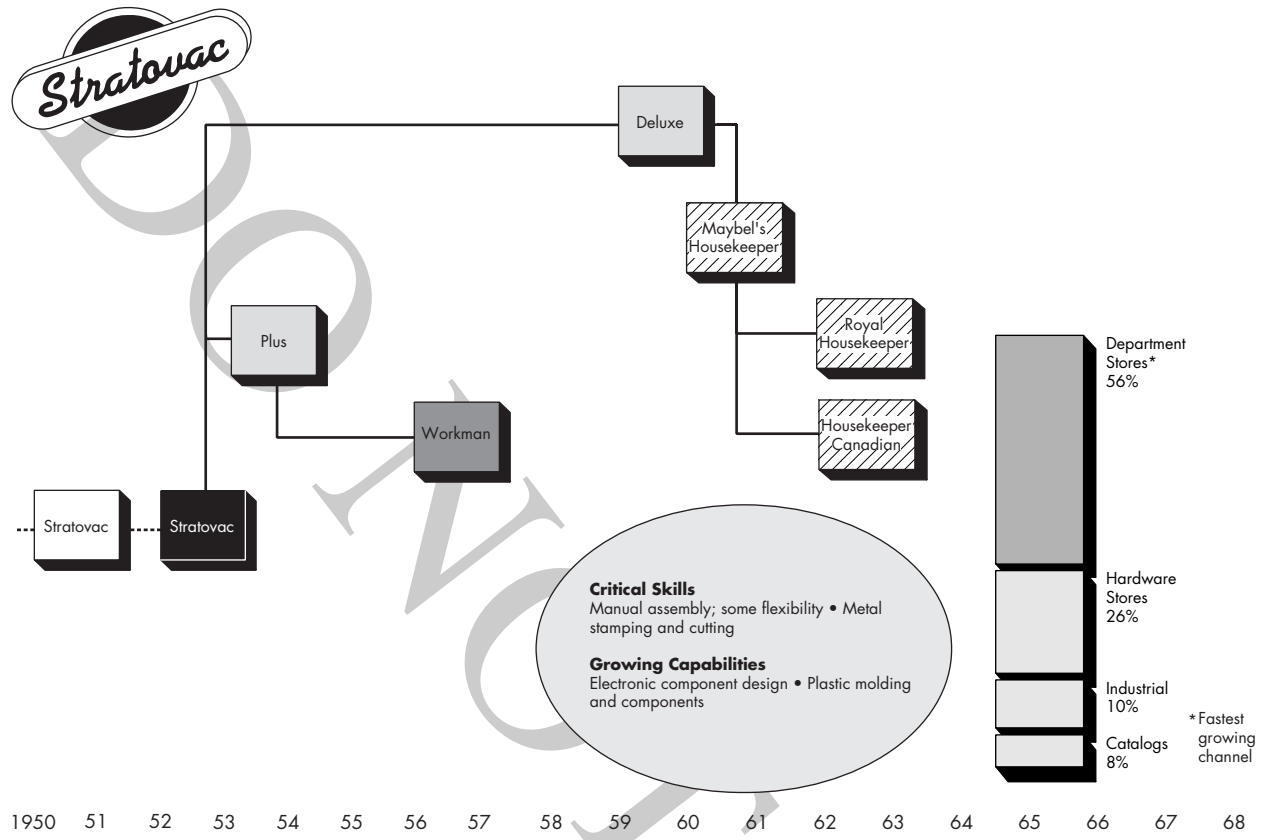 Stratovac
Deluxe
Maybel's
Housekeeper
Royal
Housekeeper
Housekeeper
Canadian
Plus
Workman
Stratovac
Stratovac
Department
Stores*
56%
Hardware
Stores
26%
Industrial
10%
Catalogs
8%
*Fastest
growing
channel
Critical Skills
Manual assembly; some flexibility • Metal
stamping and cutting
Growing Capabilities
Electronic component design • Plastic molding
and components
DO NOT
1950 51 52 53 54 55 56 57 58 59 60 61 62 63 64 65 66 67 68